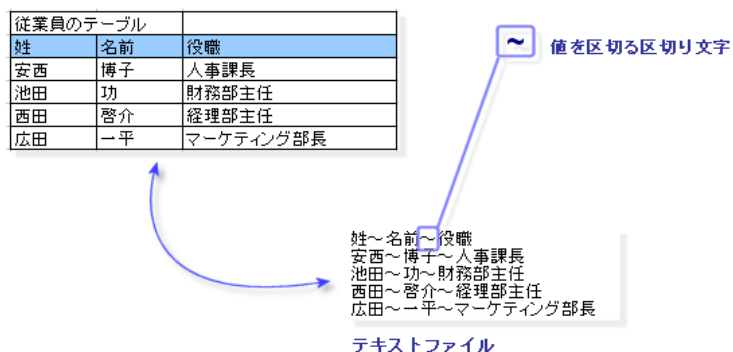 従業員のテーブル
姓 名前 役職
安西 博子 人事課長
池田 功 財務部主任
西田 啓介 経理部主任
広田 一平 マーケティング部長
~ 値を区切る区切り文字
姓～名前～役職
安西～博子～人事課長
池田～功～財務部主任
西田～啓介～経理部主任
広田～一平～マーケティング部長
テキストファイル